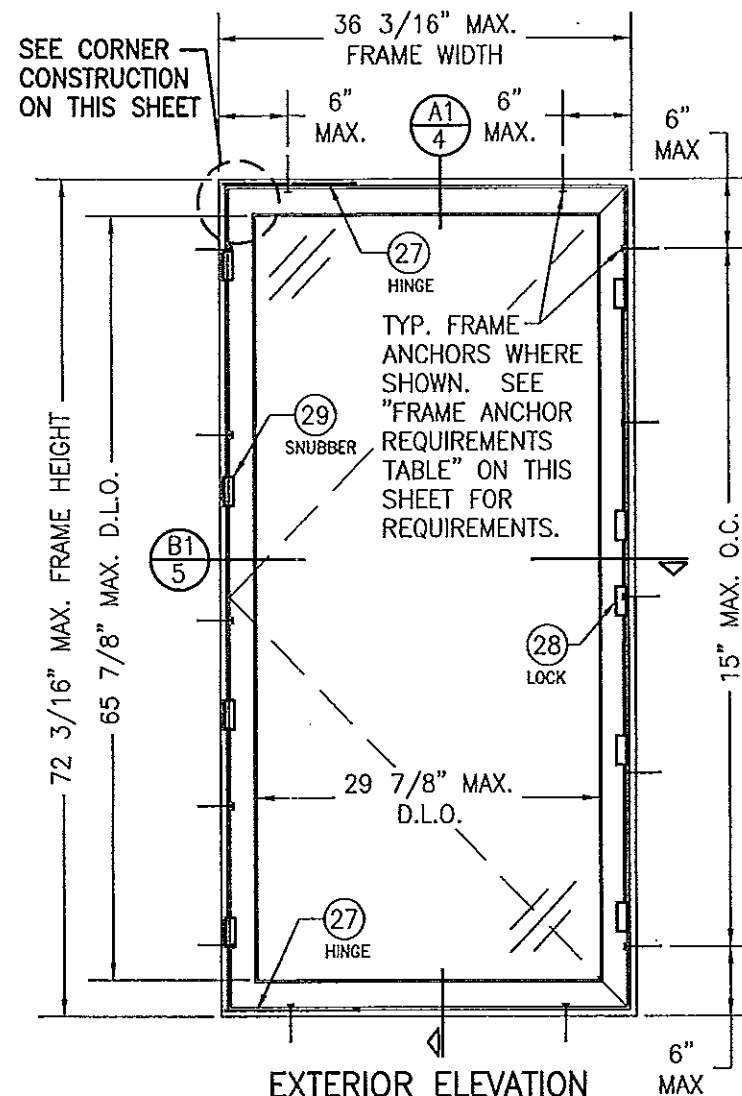 36 3/16" MAX.
FRAME WIDTH
SEE CORNER
CONSTRUCTION
ON THIS SHEET
6"
MAX.
A1
4
6"
MAX.
6"
MAX
27
HINGE
TYP. FRAME
ANCHORS WHERE
SHOWN. SEE
"FRAME ANCHOR
REQUIREMENTS
TABLE" ON THIS
SHEET FOR
REQUIREMENTS.
29
SNUBBER
72 3/16" MAX. FRAME HEIGHT
65 7/8" MAX. D.L.O.
B1
5
28
LOCK
15" MAX. O.C.
29 7/8" MAX.
D.L.O.
27
HINGE
6"
MAX
EXTERIOR ELEVATION